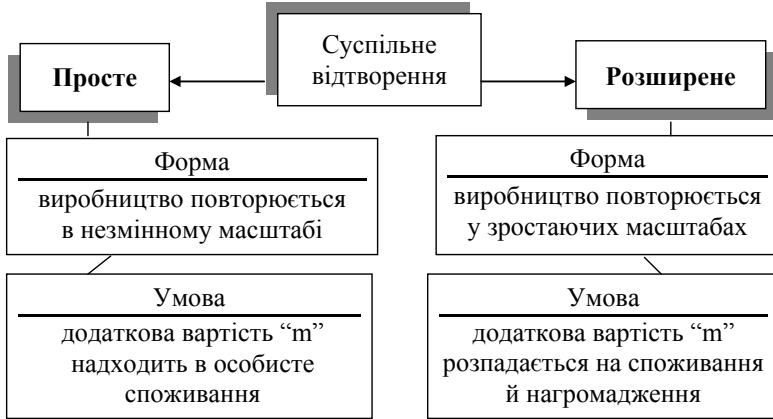 Суспільне
відтворення
Просте
Розширене
Форма
виробництво повторюється
в незмінному масштабі
Форма
виробництво повторюється
у зростаючих масштабах
Умова
додаткова вартість “m”
надходить в особисте
споживання
Умова
додаткова вартість “m”
розпадається на споживання
й нагромадження